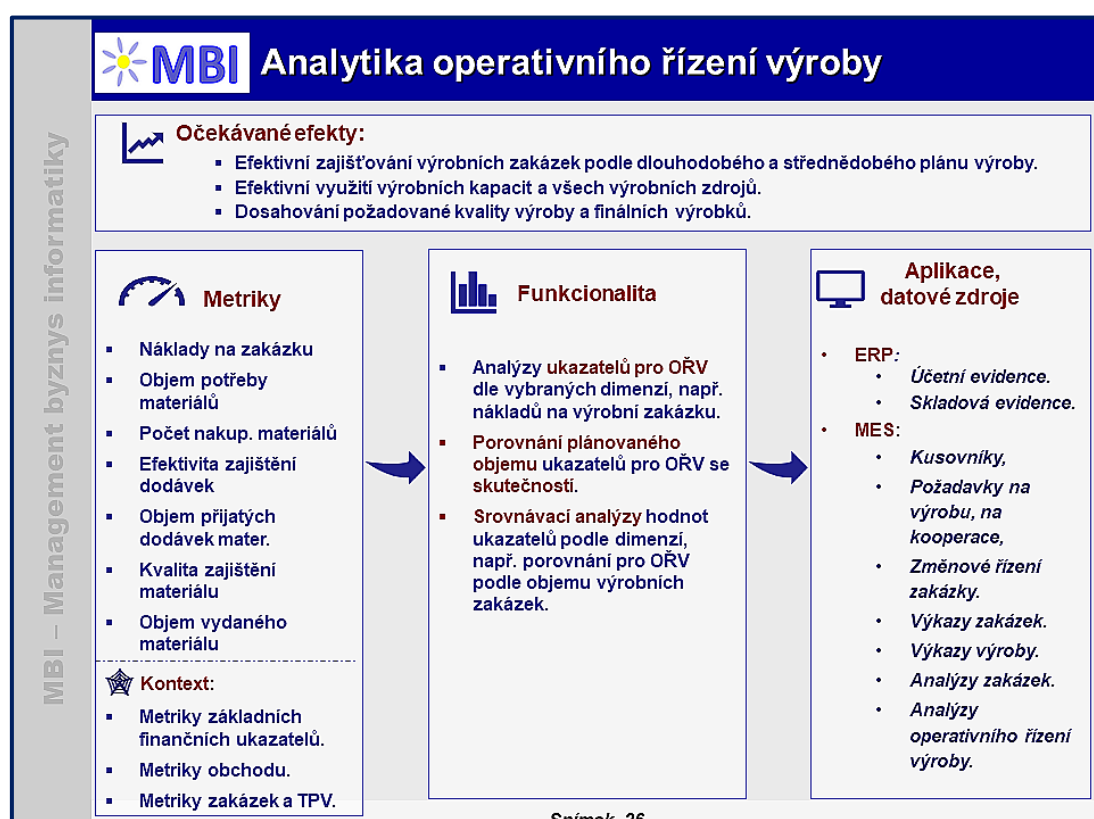 MBI – Management byznys informatiky
MBI
Analytika operativního řízení výroby
Očekávané efekty:
▪ Efektivní zajišťování výrobních zakázek podle dlouhodobého a střednědobého plánu výroby.
▪ Efektivní využití výrobních kapacit a všech výrobních zdrojů.
▪ Dosahování požadované kvality výroby a finálních výrobků.
Metriky
▪ Náklady na zakázku
▪ Objem potřeby
materiálů
▪ Počet nakup. materiálů
▪ Efektivita zajištění
dodávek
▪ Objem přijatých
dodávek mater.
▪ Kvalita zajištění
materiálu
▪ Objem vydaného
materiálu
Kontext:
▪ Metriky základních
finančních ukazatelů.
▪ Metriky obchodu.
▪ Metriky zakázek a TPV.
Funkcionalita
▪ Analýzy ukazatelů pro OŘV
dle vybraných dimenzí, např.
nákladů na výrobní zakázku.
▪ Porovnání plánovaného
objemu ukazatelů pro OŘV se
skutečností.
▪ Srovnávací analýzy hodnot
ukazatelů podle dimenzí,
např. porovnání pro OŘV
podle objemu výrobních
zakázek.
Aplikace,
datové zdroje
• ERP:
• Účetní evidence.
• Skladová evidence.
• MES:
• Kusovníky,
• Požadavky na
výrobu, na
kooperace,
• Změnové řízení
zakázky.
• Výkazy zakázek.
• Výkazy výroby.
• Analýzy zakázek.
• Analýzy
operativního řízení
výroby.
Snímek 26